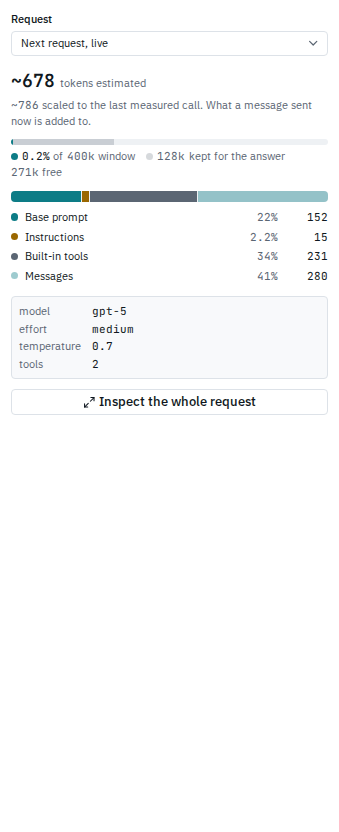 Request
Next request, live
~678 tokens estimated
~786 scaled to the last measured call. What a message sent
now is added to.
0.2% of 400k window 128k kept for the answer
271k free
Base prompt 22% 152
Instructions 2.2% 15
Built-in tools 34% 231
Messages 41% 280
model gpt-5
effort medium
temperature 0.7
tools 2
Inspect the whole request